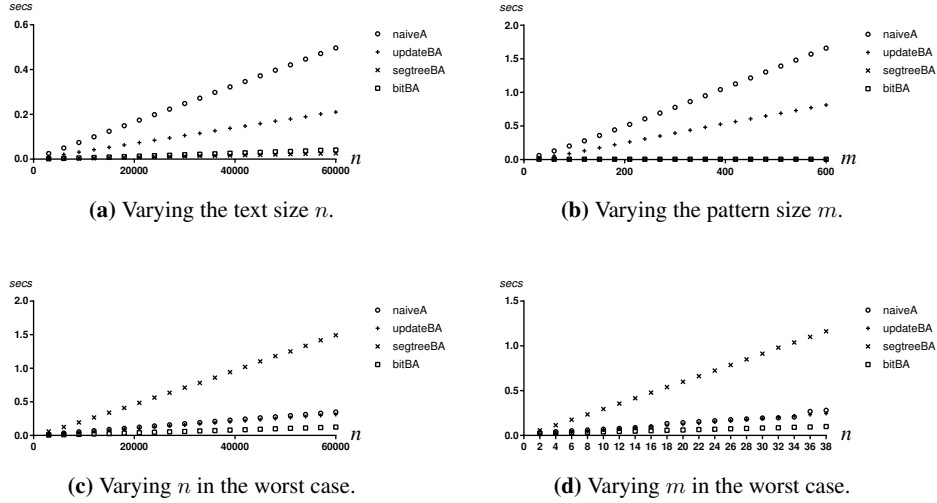 secs
0.6
0.4
0.2
0.0
0
20000
40000
60000
n
naiveA
updateBA
segtreeBA
bitBA
(a) Varying the text size n.
secs
2.0
1.5
1.0
0.5
0.0
0
200
400
600
m
naiveA
updateBA
segtreeBA
bitBA
(b) Varying the pattern size m.
secs
2.0
1.5
1.0
0.5
0.0
0
20000
40000
60000
n
naiveA
updateBA
segtreeBA
bitBA
(c) Varying n in the worst case.
secs
1.5
1.0
0.5
0.0
0 2 4 6 8 10 12 14 16 18 20 22 24 26 28 30 32 34 36 38
n
naiveA
updateBA
segtreeBA
bitBA
(d) Varying m in the worst case.